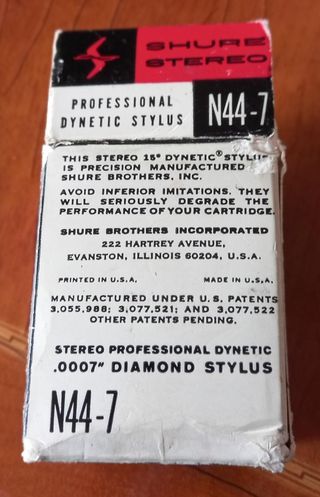 SHURE
STEREO
PROFESSIONAL
DYNETIC STYLUS
N44-7
THIS STEREO 15° DYNETIC® STYLUS
IS PRECISION MANUFACTURED
SHURE BROTHERS, INC.
AVOID INFERIOR IMITATIONS. THEY
WILL SERIOUSLY DEGRADE THE
PERFORMANCE OF YOUR CARTRIDGE.
SHURE BROTHERS INCORPORATED
222 HARTREY AVENUE,
EVANSTON, ILLINOIS 60204, U.S.A.
PRINTED IN U.S.A. MADE IN U.S.A.
MANUFACTURED UNDER U.S. PATENTS
3,055,988; 3,077,521; AND 3,077,522
OTHER PATENTS PENDING.
STEREO PROFESSIONAL DYNETIC
.0007" DIAMOND STYLUS
N44-7